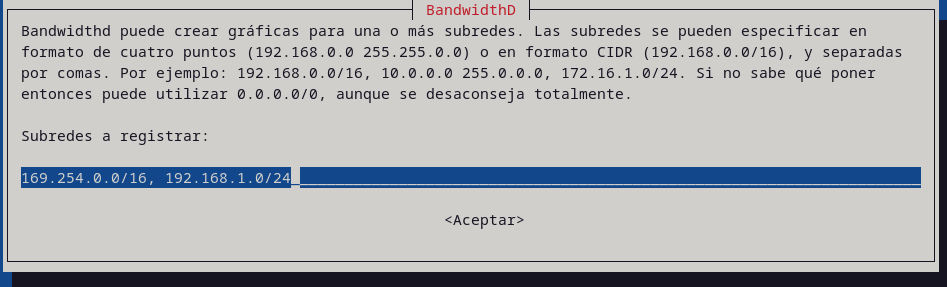 BandwidthD
Bandwidthd puede crear gráficas para una o más subredes. Las subredes se pueden especificar en
formato de cuatro puntos (192.168.0.0 255.255.0.0) o en formato CIDR (192.168.0.0/16), y separadas
por comas. Por ejemplo: 192.168.0.0/16, 10.0.0.0 255.0.0.0, 172.16.1.0/24. Si no sabe qué poner
entonces puede utilizar 0.0.0.0/0, aunque se desaconseja totalmente.
Subredes a registrar:
169.254.0.0/16, 192.168.1.0/24
<Aceptar>